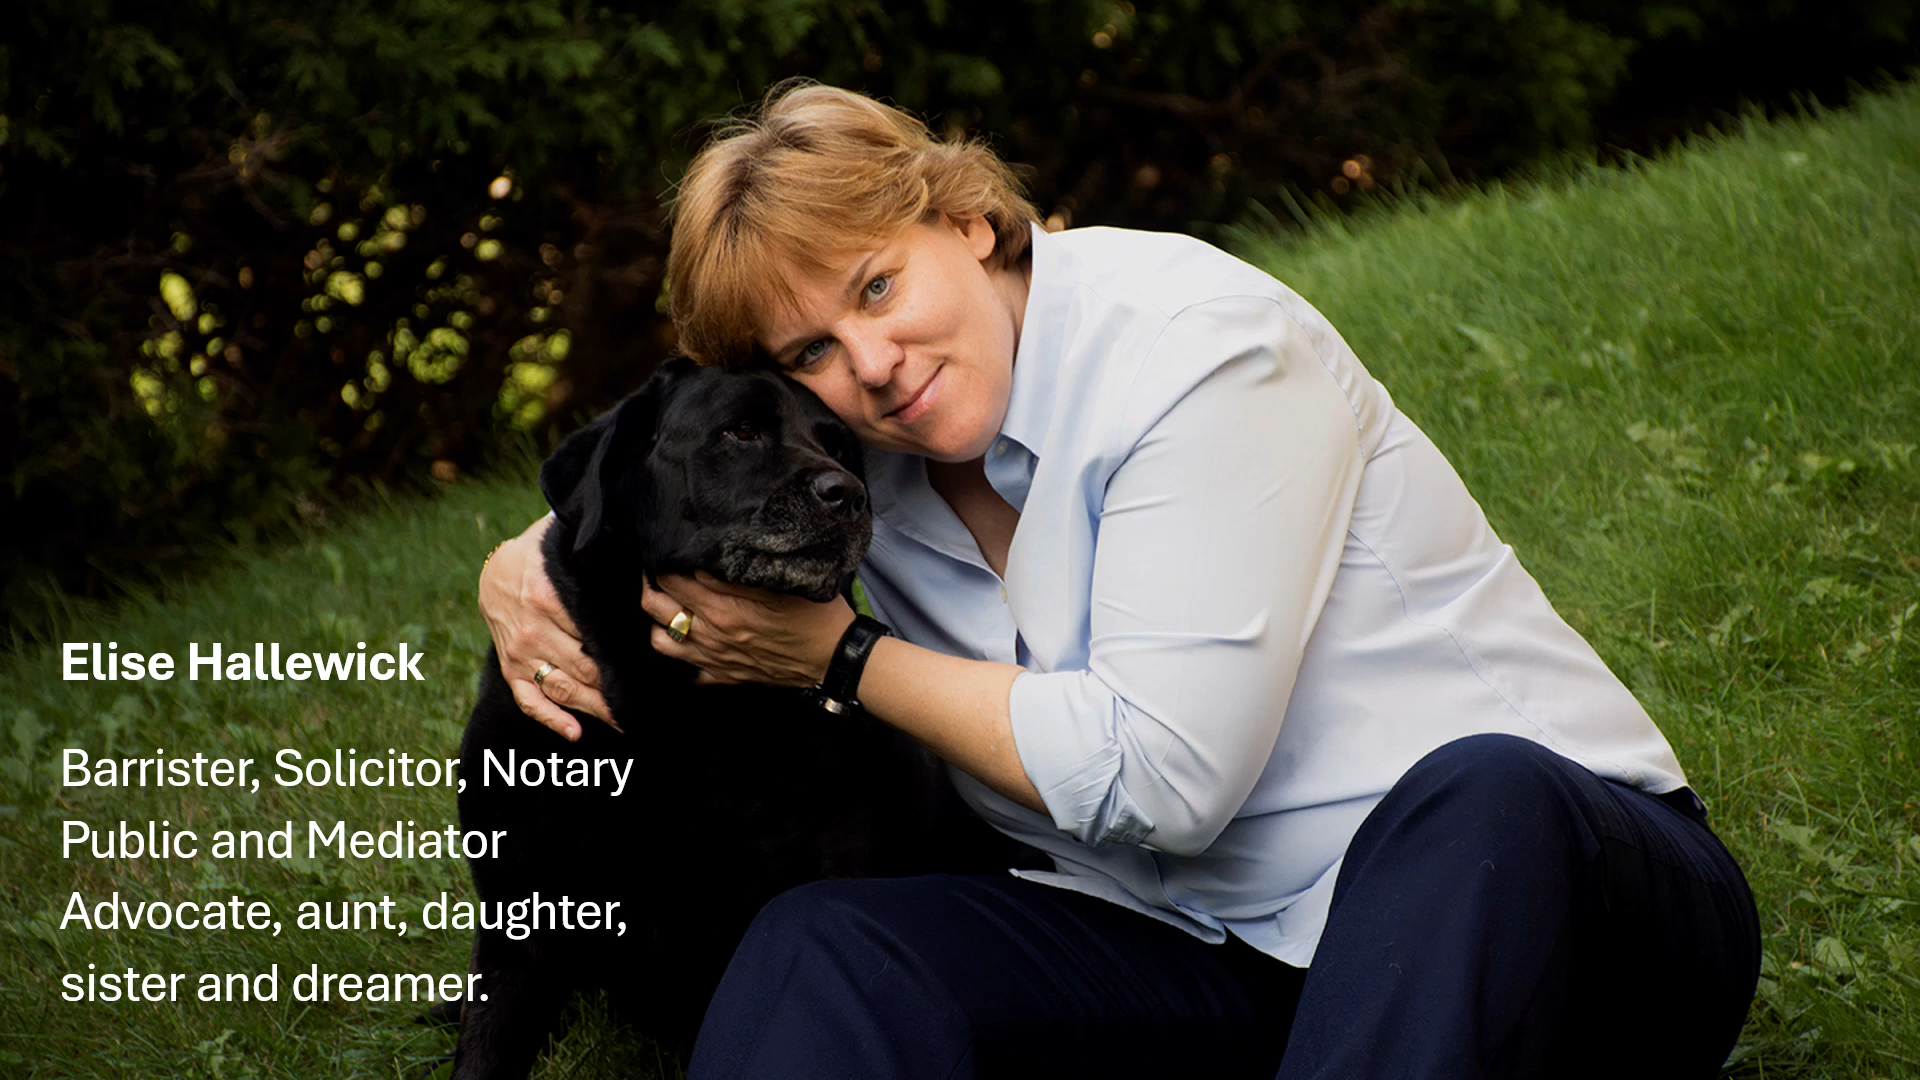 Elise Hallewick
Barrister, Solicitor, Notary
Public and Mediator
Advocate, aunt, daughter,
sister and dreamer.